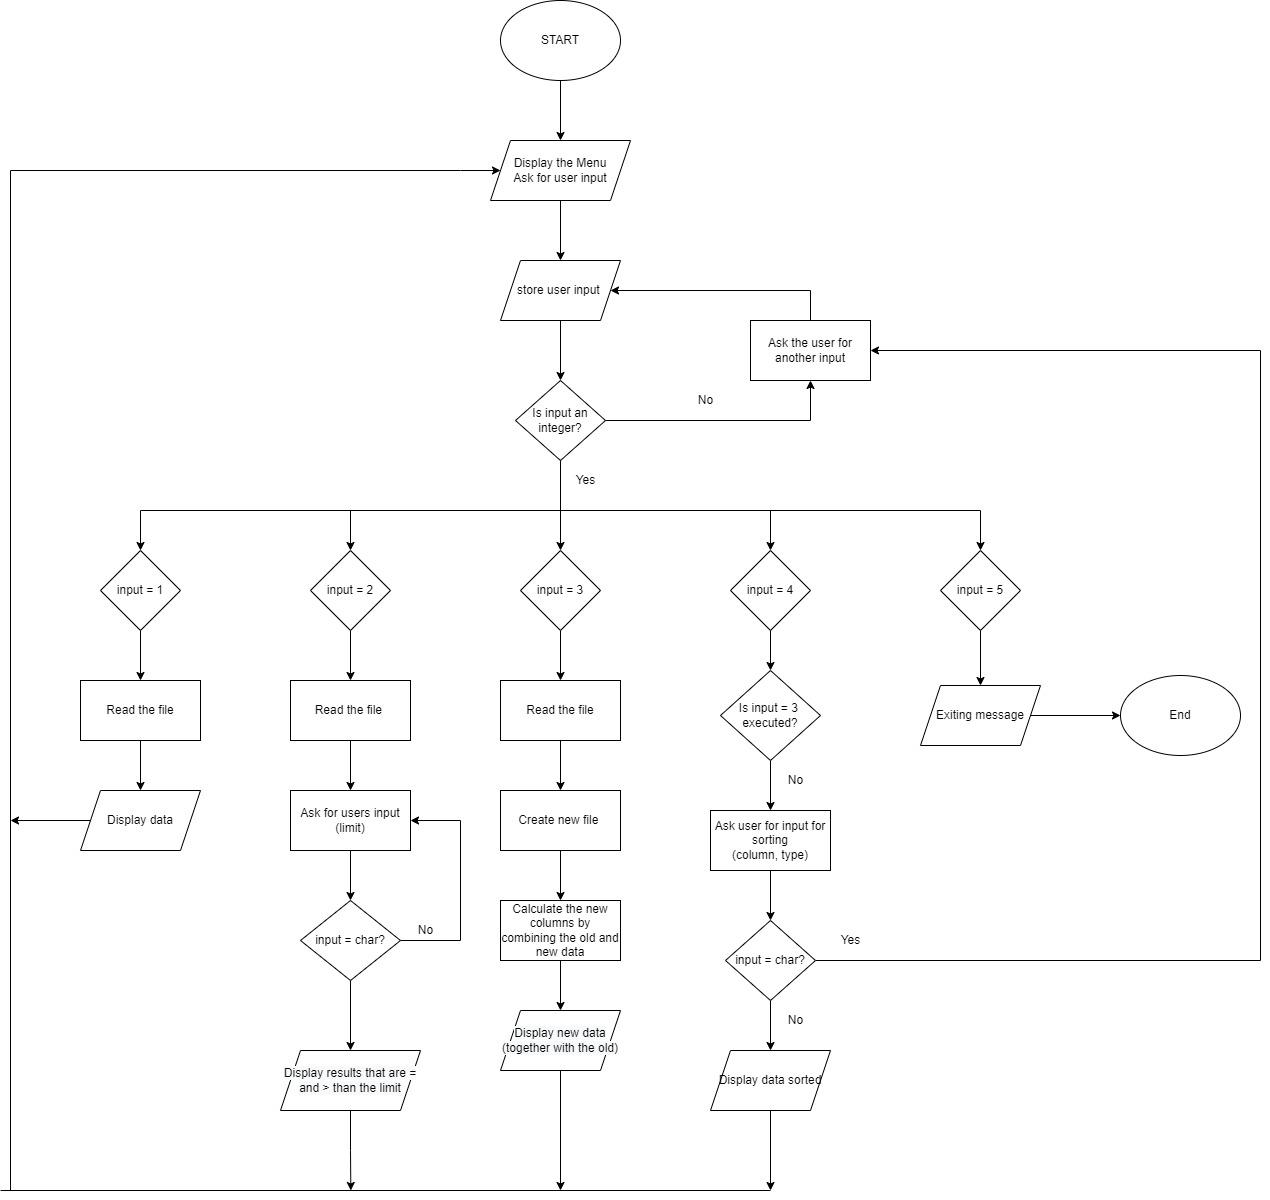 START
Display the Menu
Ask for user input
store user input
Ask the user for
another input
Is input an
integer?
No
Yes
input = 1
input = 2
input = 3
input = 4
input = 5
Read the file
Read the file
Read the file
Is input = 3
executed?
Exiting message
End
No
Display data
Ask for users input
(limit)
Create new file
Ask user for input for
sorting
(column, type)
input = char?
No
Calculate the new
columns by
combining the old and
new data
input = char?
Yes
No
Display new data
(together with the old)
Display results that are =
and > than the limit
Display data sorted